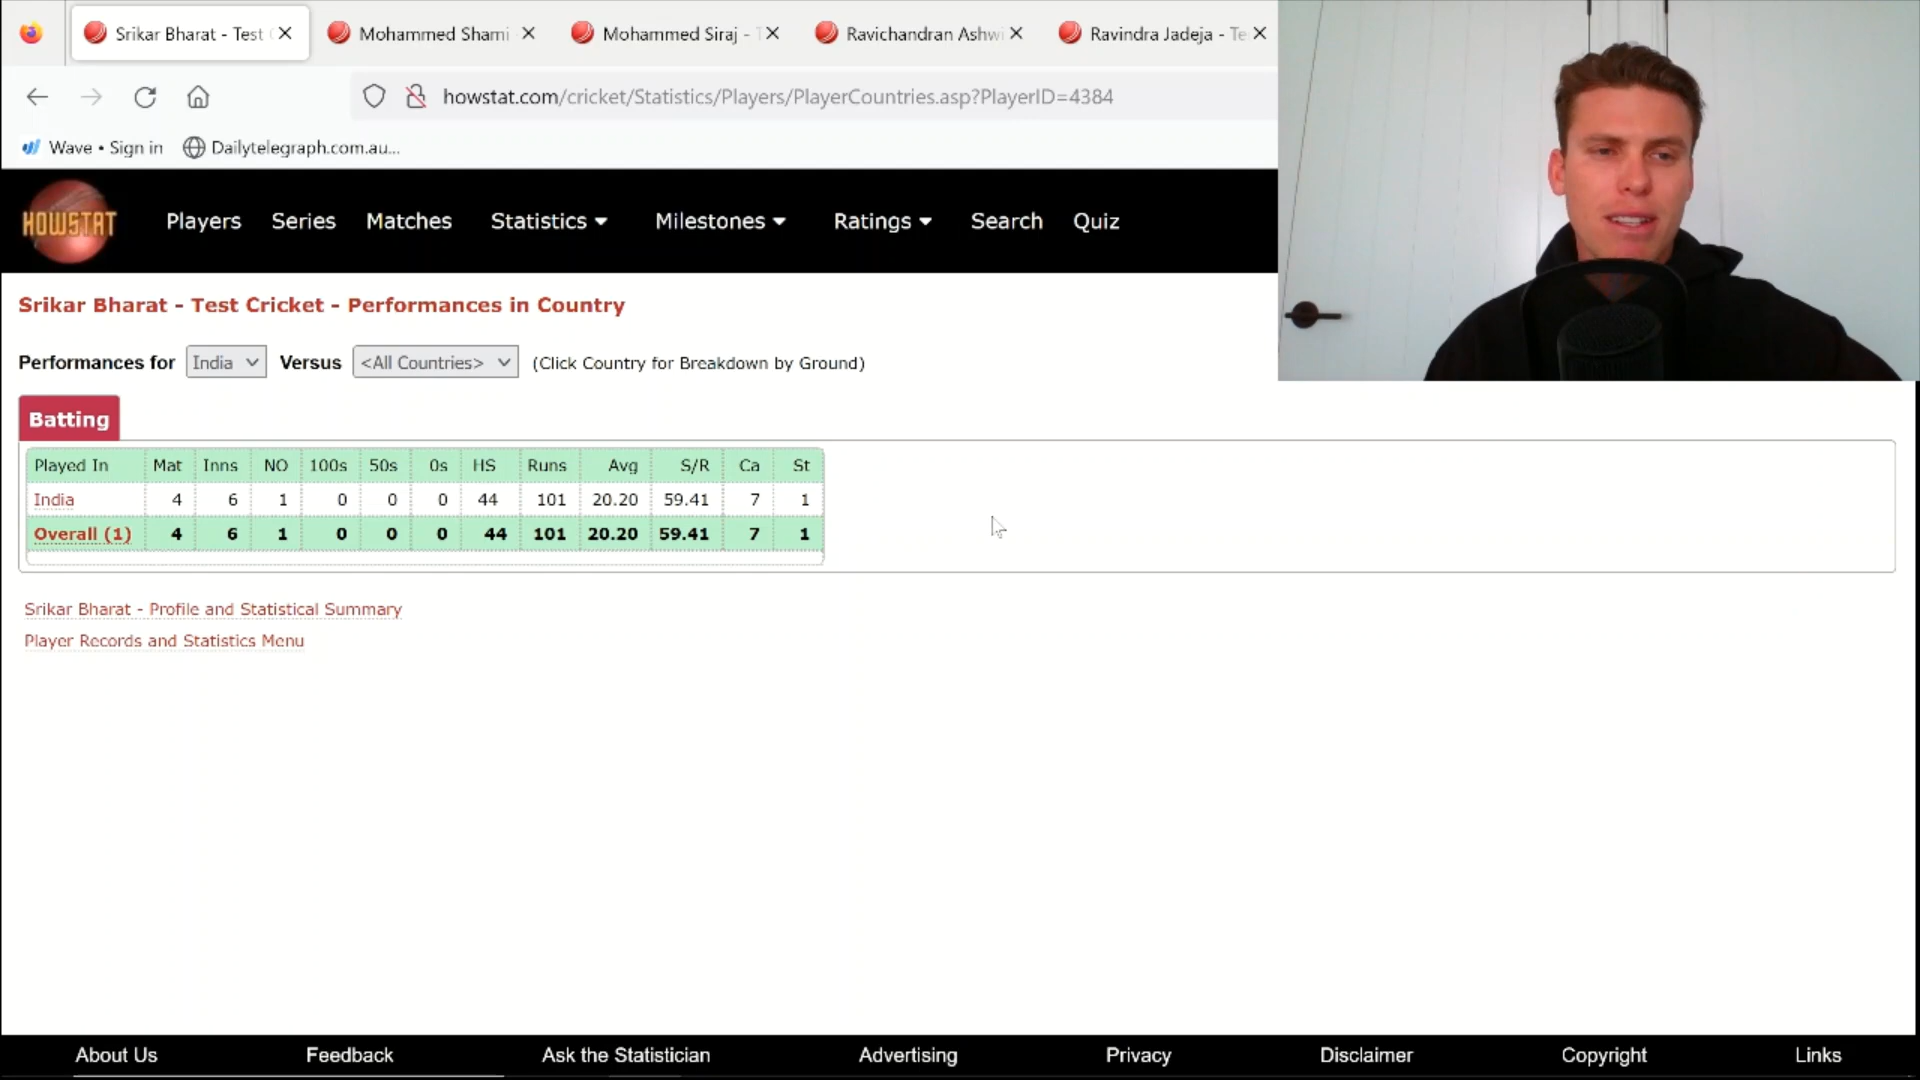 Srikar Bharat - Test
Mohammed Shami
Mohammed Siraj -
Ravichandran Ashwi
Ravindra Jadeja - Te
howstat.com/cricket/Statistics/Players/PlayerCountries.asp?PlayerID=4384
Wave • Sign in
Dailytelegraph.com.au...
HOWSTAT
Players Series Matches Statistics Milestones Ratings Search Quiz
Srikar Bharat - Test Cricket - Performances in Country
Performances for India Versus <All Countries> (Click Country for Breakdown by Ground)
Batting
Played In Mat Inns NO 100s 50s 0s HS Runs Avg S/R Ca St
India 4 6 1 0 0 0 44 101 20.20 59.41 7 1
Overall (1) 4 6 1 0 0 0 44 101 20.20 59.41 7 1
Srikar Bharat - Profile and Statistical Summary
Player Records and Statistics Menu
About Us Feedback Ask the Statistician Advertising Privacy Disclaimer Copyright Links